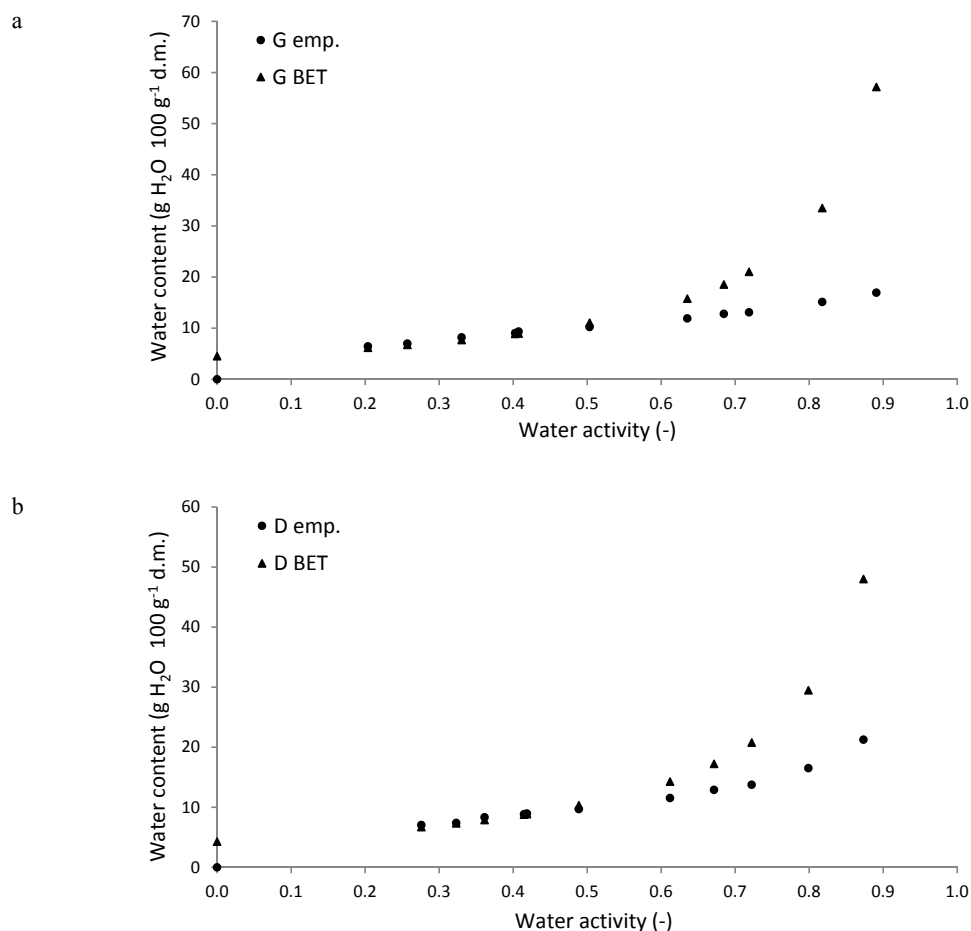 a
G emp.
G BET
Water content (g H₂O 100 g⁻¹ d.m.)
70
60
50
40
30
20
10
0
0.0 0.1 0.2 0.3 0.4 0.5 0.6 0.7 0.8 0.9 1.0
Water activity (-)
b
D emp.
D BET
Water content (g H₂O 100 g⁻¹ d.m.)
60
50
40
30
20
10
0
0.0 0.1 0.2 0.3 0.4 0.5 0.6 0.7 0.8 0.9 1.0
Water activity (-)